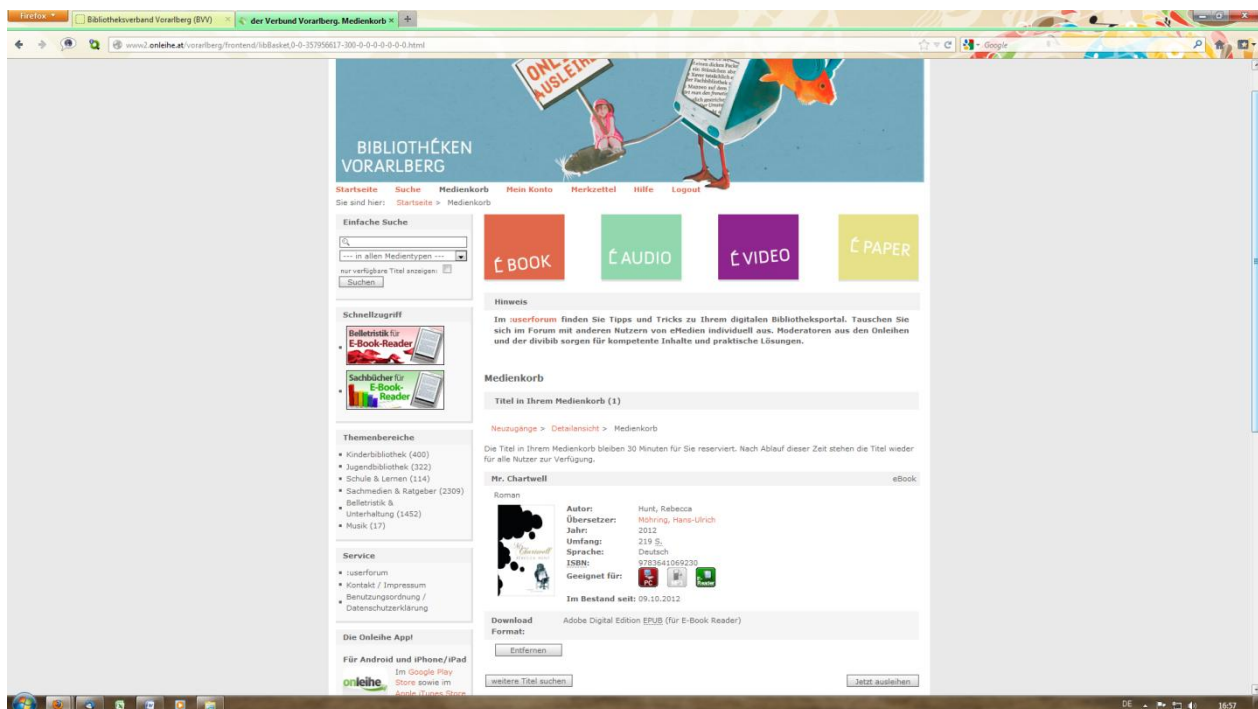 Firefox
Bibliotheksverband Vorarlberg (BVV)
der Verbund Vorarlberg. Medienkorb
www2.onleihe.at/vorarlberg/frontend/libBasket,0-0-357956617-300-0-0-0-0-0-0-0.html
Google
ONLINE
AUSLEIHE
BIBLIOTHÉKEN
VORARLBERG
Startseite Suche Medienkorb Mein Konto Merkzettel Hilfe Logout
Sie sind hier: Startseite > Medienkorb
Einfache Suche
--- in allen Medientypen ---
nur verfügbare Titel anzeigen:
Suchen
Schnellzugriff
Belletristik für
E-Book-Reader
Sachbücher für
E-Book-
Reader
Themenbereiche
Kinderbibliothek (400)
Jugendbibliothek (322)
Schule & Lernen (114)
Sachmedien & Ratgeber (2309)
Belletristik &
Unterhaltung (1452)
Musik (17)
Service
:userforum
Kontakt / Impressum
Benutzungsordnung /
Datenschutzerklärung
Die Onleihe App!
Für Android und iPhone/iPad
onleihe
Im Google Play
Store sowie im
Apple iTunes Store
É BOOK
É AUDIO
É VIDEO
É PAPER
Hinweis
Im :userforum finden Sie Tipps und Tricks zu Ihrem digitalen Bibliotheksportal. Tauschen Sie
sich im Forum mit anderen Nutzern von eMedien individuell aus. Moderatoren aus den Onleihen
und der divibib sorgen für kompetente Inhalte und praktische Lösungen.
Medienkorb
Titel in Ihrem Medienkorb (1)
Neuzugänge > Detailansicht > Medienkorb
Die Titel in Ihrem Medienkorb bleiben 30 Minuten für Sie reserviert. Nach Ablauf dieser Zeit stehen die Titel wieder
für alle Nutzer zur Verfügung.
Mr. Chartwell eBook
Roman
Autor: Hunt, Rebecca
Übersetzer: Möhring, Hans-Ulrich
Jahr: 2012
Umfang: 219 S.
Sprache: Deutsch
ISBN: 9783641069230
Geeignet für:
PC
Reader
Im Bestand seit: 09.10.2012
Download Adobe Digital Edition EPUB (für E-Book Reader)
Format:
Entfernen
weitere Titel suchen
Jetzt ausleihen
DE
16:57